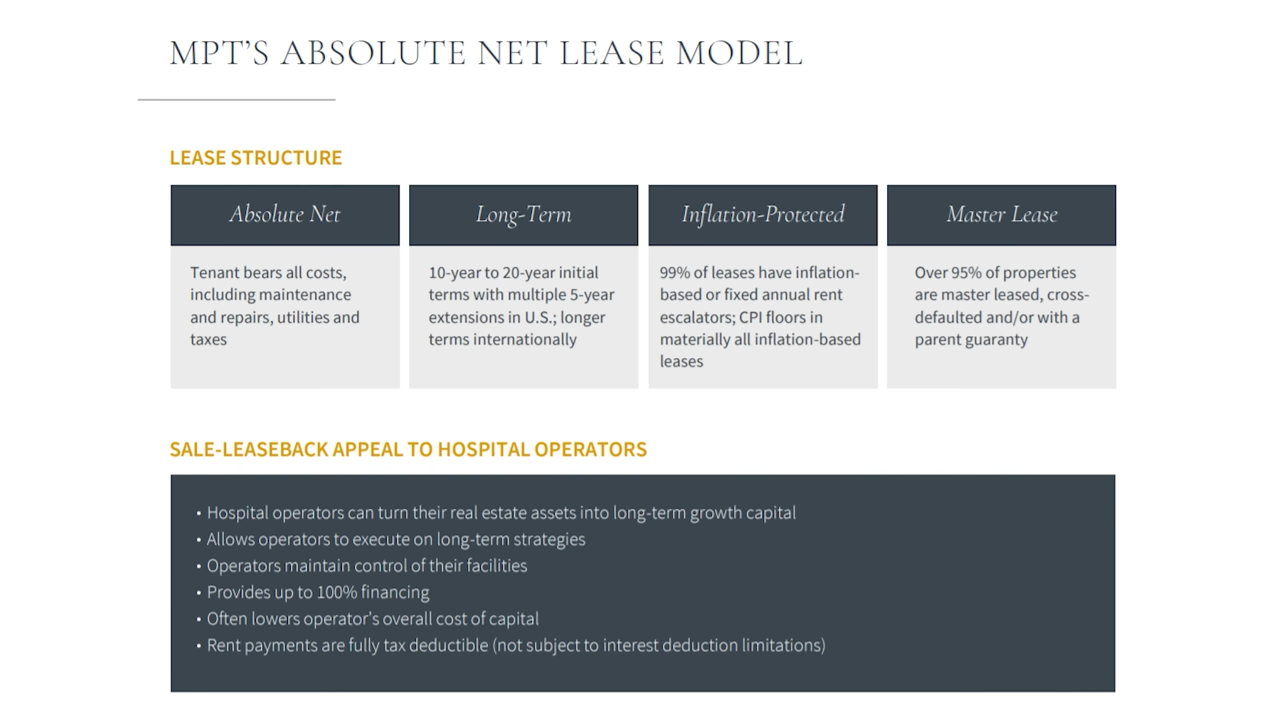 MPT'S ABSOLUTE NET LEASE MODEL
LEASE STRUCTURE
Absolute Net
Tenant bears all costs,
including maintenance
and repairs, utilities and
taxes
Long-Term
10-year to 20-year initial
terms with multiple 5-year
extensions in U.S.; longer
terms internationally
Inflation-Protected
99% of leases have inflation-
based or fixed annual rent
escalators; CPI floors in
materially all inflation-based
leases
Master Lease
Over 95% of properties
are master leased, cross-
defaulted and/or with a
parent guaranty
SALE-LEASEBACK APPEAL TO HOSPITAL OPERATORS
• Hospital operators can turn their real estate assets into long-term growth capital
• Allows operators to execute on long-term strategies
• Operators maintain control of their facilities
• Provides up to 100% financing
• Often lowers operator's overall cost of capital
• Rent payments are fully tax deductible (not subject to interest deduction limitations)